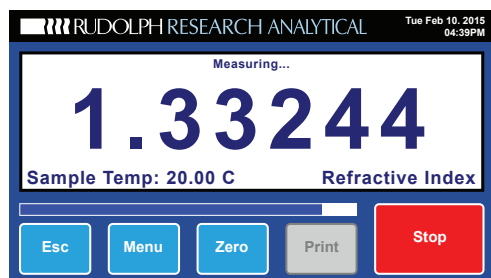 RUDOLPH RESEARCH ANALYTICAL
Tue Feb 10. 2015
04:39PM
Measuring...
1.33244
Sample Temp: 20.00 C Refractive Index
Esc Menu Zero Print Stop